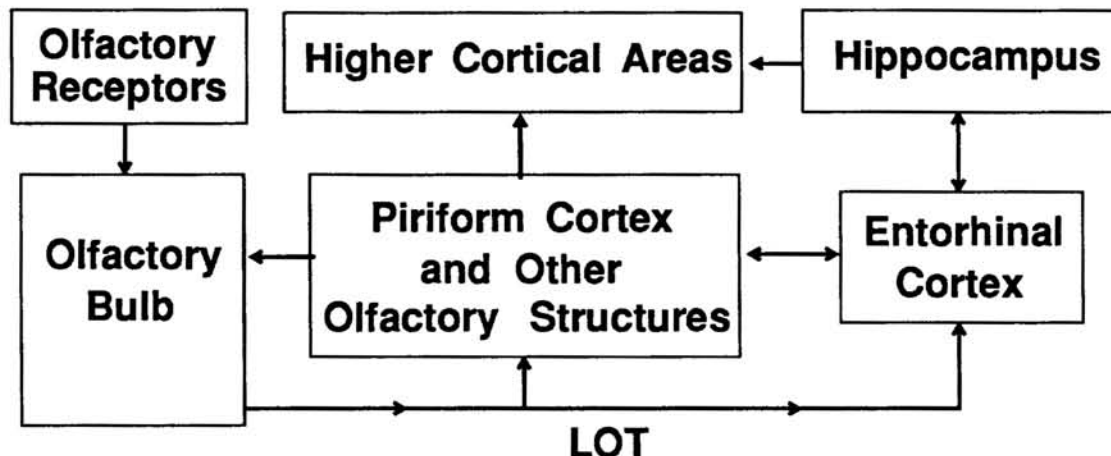 Olfactory
Receptors
Higher Cortical Areas
Hippocampus
Olfactory
Bulb
Piriform Cortex
and Other
Olfactory Structures
Entorhinal
Cortex
LOT